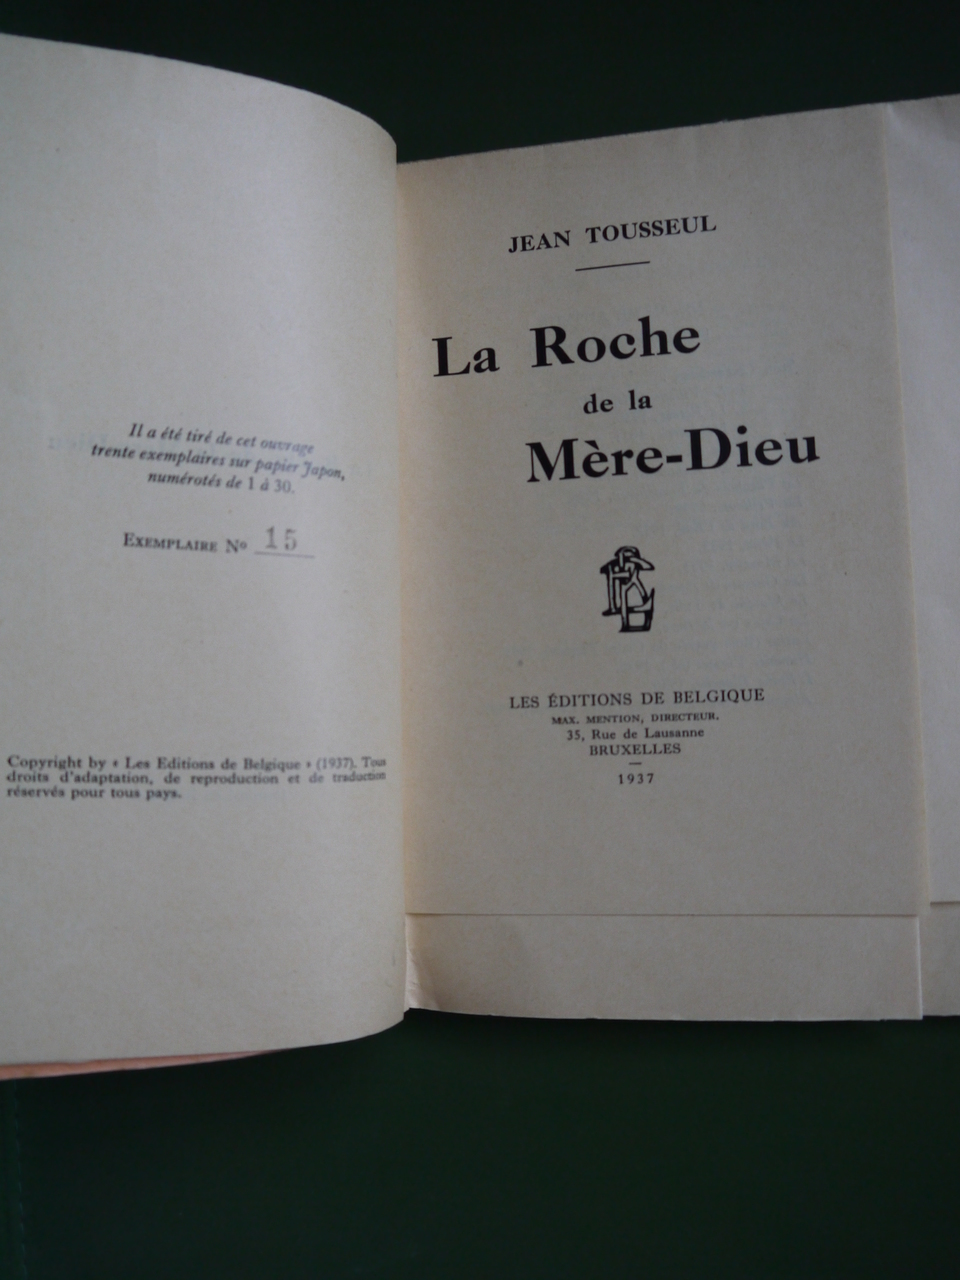 Il a été tiré de cet ouvrage
trente exemplaires sur papier Japon,
numérotés de 1 à 30.
EXEMPLAIRE Nº 15
Copyright by « Les Editions de Belgique » (1937). Tous
droits d'adaptation, de reproduction et de traduction
réservés pour tous pays.
JEAN TOUSSEUL
La Roche
de la
Mère-Dieu
LES ÉDITIONS DE BELGIQUE
MAX. MENTION, DIRECTEUR.
35, Rue de Lausanne
BRUXELLES
1937